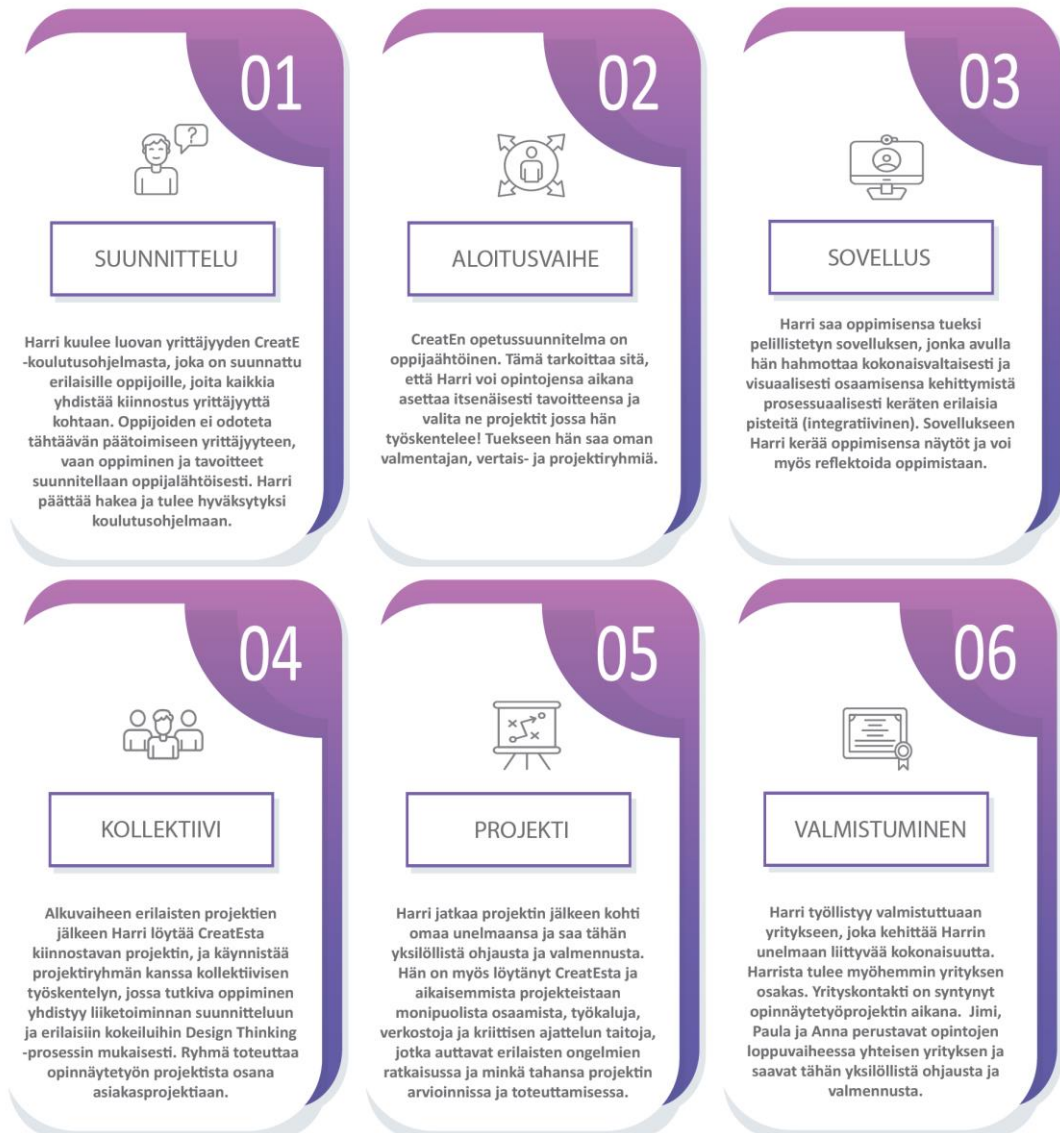 01
?
SUUNNITTELU
Harri kuulee luovan yrittäjyyden CreatE
-koulutusohjelmasta, joka on suunnattu
erilaisille oppijoille, joita kaikkia
yhdistää kiinnostus yrittäjyyttä
kohtaan. Oppijoiden ei odoteta
tähtäävän päätoimiseen yrittäjyyteen,
vaan oppiminen ja tavoitteet
suunnitellaan oppijalähtöisesti. Harri
päättää hakea ja tulee hyväksytyksi
koulutusohjelmaan.
02
ALOITUSVAIHE
CreatEn opetussuunnitelma on
oppijaähtöinen. Tämä tarkoittaa sitä,
että Harri voi opintojensa aikana
asettaa itsenäisesti tavoitteensa ja
valita ne projektit jossa hän
työskentelee! Tuekseen hän saa oman
valmentajan, vertais- ja projektiryhmiä.
03
SOVELLUS
Harri saa oppimisensa tueksi
pelillistetyn sovelluksen, jonka avulla
hän hahmottaa kokonaisvaltaisesti ja
visuaalisesti osaamisensa kehittymistä
prosessuaalisesti keräten erilaisia
pisteitä (integratiivinen). Sovellukseen
Harri kerää oppimisensa näytöt ja voi
myös reflektoida oppimistaan.
04
KOLLEKTIIVI
Alkuvaiheen erilaisten projektien
jälkeen Harri löytää CreatEsta
kiinnostavan projektin, ja käynnistää
projektiryhmän kanssa kollektiivisen
työskentelyn, jossa tutkiva oppiminen
yhdistyy liiketoiminnan suunnitteluun
ja erilaisiin kokeiluihin Design Thinking
-prosessin mukaisesti. Ryhmä toteuttaa
opinnäytetyön projektista osana
asiakasprojektiaan.
05
PROJEKTI
Harri jatkaa projektin jälkeen kohti
omaa unelmaansa ja saa tähän
yksilöllistä ohjausta ja valmennusta.
Hän on myös löytänyt CreatEsta ja
aikaisemmista projekteistaan
monipuolista osaamista, työkaluja,
verkostoja ja kriittisen ajattelun taitoja,
jotka auttavat erilaisten ongelmien
ratkaisussa ja minkä tahansa projektin
arvioinnissa ja toteuttamisessa.
06
VALMISTUMINEN
Harri työllistyy valmistuttuaan
yritykseen, joka kehittää Harrin
unelmaan liittyvää kokonaisuutta.
Harrista tulee myöhemmin yrityksen
osakas. Yrityskontakti on syntynyt
opinnäytetyöprojektin aikana. Jimi,
Paula ja Anna perustavat opintojen
loppuvaiheessa yhteisen yrityksen ja
saavat tähän yksilöllistä ohjausta ja
valmennusta.